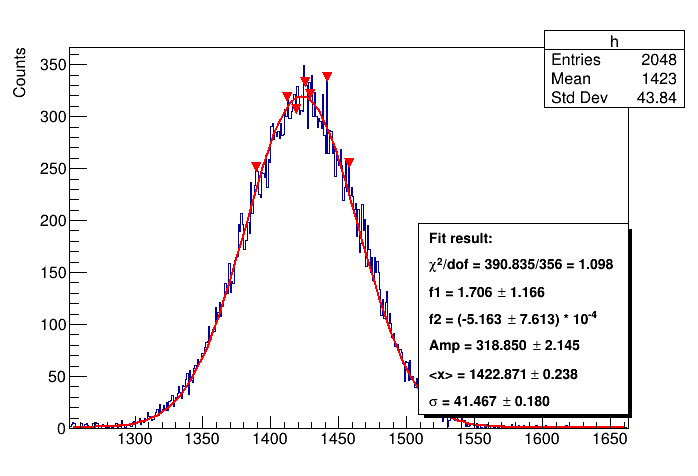 h
Entries 2048
Mean 1423
Std Dev 43.84
Counts
350
300
250
200
150
100
50
0
Fit result:
χ²/dof = 390.835/356 = 1.098
f1 = 1.706 ± 1.166
f2 = (-5.163 ± 7.613) * 10⁻⁴
Amp = 318.850 ± 2.145
<x> = 1422.871 ± 0.238
σ = 41.467 ± 0.180
1300 1350 1400 1450 1500 1550 1600 1650